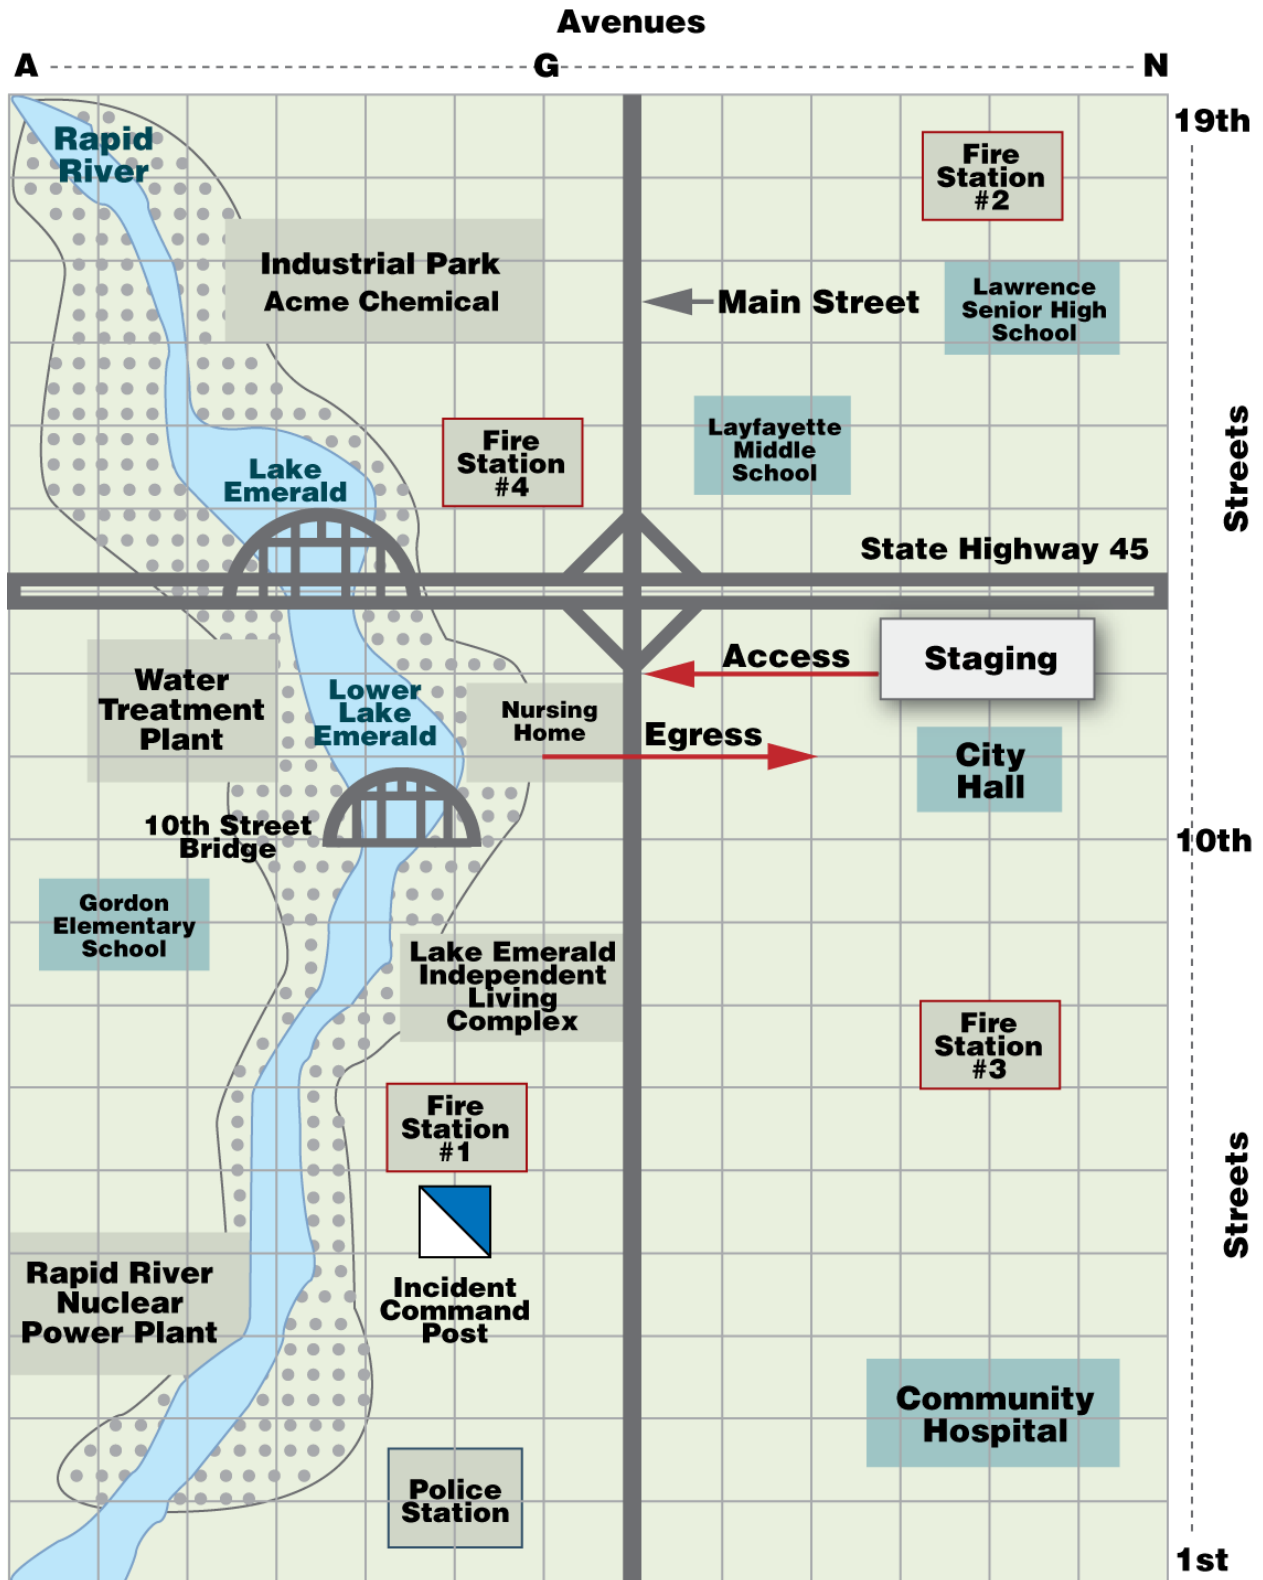 Avenues
A
G
N
19th
Rapid
River
Fire
Station
#2
Industrial Park
Acme Chemical
Main Street
Lawrence
Senior High
School
Layfayette
Middle
School
Streets
Fire
Station
#4
Lake
Emerald
State Highway 45
Water
Treatment
Plant
Lower
Lake
Emerald
Nursing
Home
Access
Staging
Egress
City
Hall
10th Street
Bridge
10th
Gordon
Elementary
School
Lake Emerald
Independent
Living
Complex
Fire
Station
#3
Fire
Station
#1
Streets
Incident
Command
Post
Rapid River
Nuclear
Power Plant
Community
Hospital
Police
Station
1st